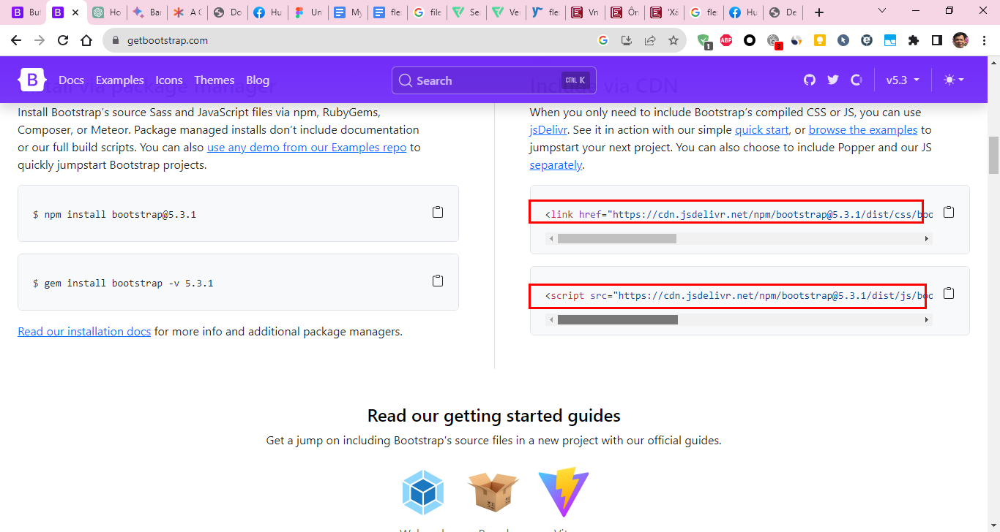 Bu
Ho
Bar
A C
Do
Hu
Un
My
fle
file
Se
Ve
fle
Vn
Ôn
'Xâ
fle
Hu
De
getbootstrap.com
ABP
1
3
B
Docs
Examples
Icons
Themes
Blog
Search
CTRL K
v5.3
Install via package manager
Include via CDN
Install Bootstrap's source Sass and JavaScript files via npm, RubyGems,
Composer, or Meteor. Package managed installs don't include documentation
or our full build scripts. You can also use any demo from our Examples repo to
quickly jumpstart Bootstrap projects.
$ npm install bootstrap@5.3.1
$ gem install bootstrap -v 5.3.1
Read our installation docs for more info and additional package managers.
When you only need to include Bootstrap's compiled CSS or JS, you can use
jsDelivr. See it in action with our simple quick start, or browse the examples to
jumpstart your next project. You can also choose to include Popper and our JS
separately.
<link href="https://cdn.jsdelivr.net/npm/bootstrap@5.3.1/dist/css/boo
<script src="https://cdn.jsdelivr.net/npm/bootstrap@5.3.1/dist/js/boo
Read our getting started guides
Get a jump on including Bootstrap's source files in a new project with our official guides.